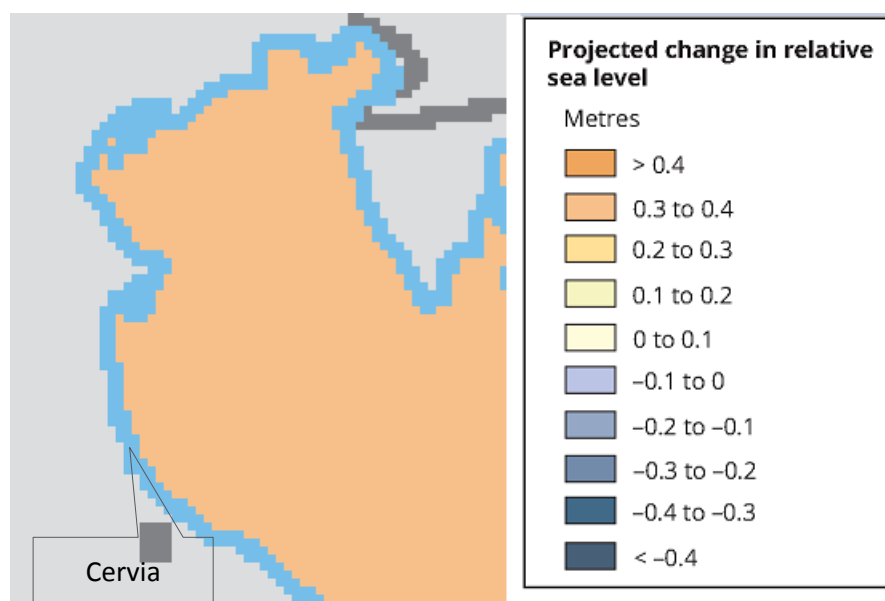 Projected change in relative
sea level
Metres
> 0.4
0.3 to 0.4
0.2 to 0.3
0.1 to 0.2
0 to 0.1
–0.1 to 0
–0.2 to –0.1
–0.3 to –0.2
–0.4 to –0.3
< –0.4
Cervia